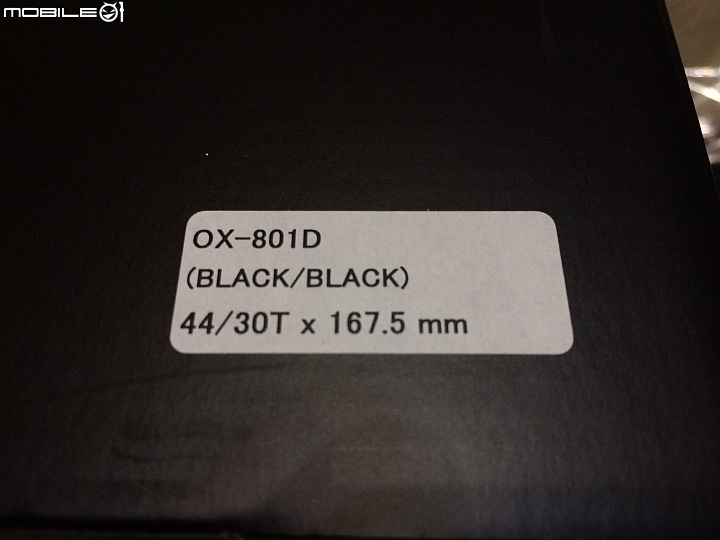 MOBILE01
OX-801D
(BLACK/BLACK)
44/30T x 167.5 mm